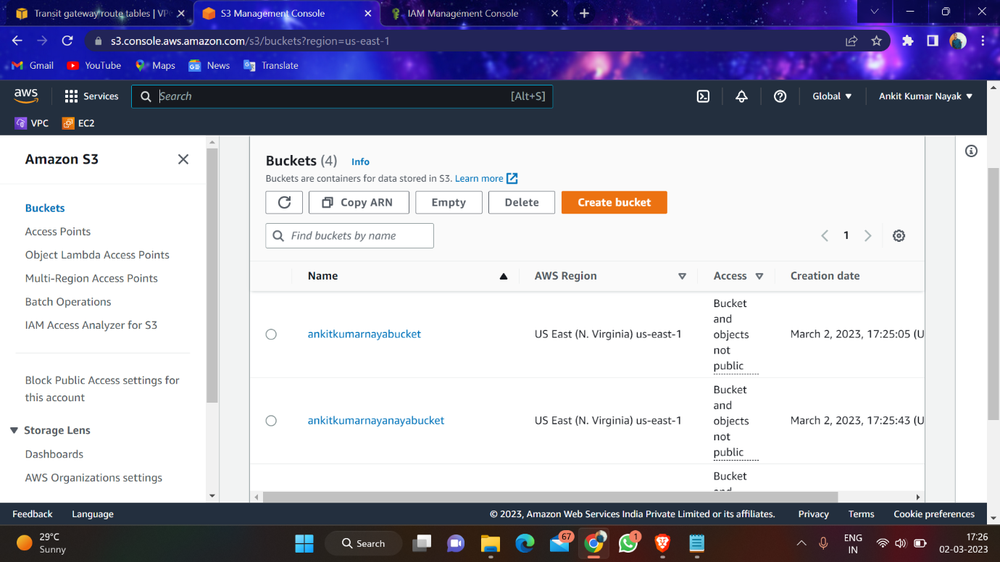 Transit gateway route tables | VP
S3 Management Console
IAM Management Console
s3.console.aws.amazon.com/s3/buckets?region=us-east-1
Gmail
YouTube
Maps
News
Translate
aws
Services
Search
[Alt+S]
Global
Ankit Kumar Nayak
VPC
EC2
Amazon S3
Buckets
Access Points
Object Lambda Access Points
Multi-Region Access Points
Batch Operations
IAM Access Analyzer for S3
Block Public Access settings for
this account
Storage Lens
Dashboards
AWS Organizations settings
Buckets (4) Info
Buckets are containers for data stored in S3. Learn more
Copy ARN
Empty
Delete
Create bucket
Find buckets by name
1
Name
AWS Region
Access
Creation date
ankitkumarnayabucket
US East (N. Virginia) us-east-1
Bucket
and
objects
not
public
March 2, 2023, 17:25:05 (U
ankitkumarnayanayabucket
US East (N. Virginia) us-east-1
Bucket
and
objects
not
public
March 2, 2023, 17:25:43 (U
Bucket
and
Feedback
Language
© 2023, Amazon Web Services India Private Limited or its affiliates.
Privacy
Terms
Cookie preferences
29°C
Sunny
Search
67
1
ENG
IN
17:26
02-03-2023